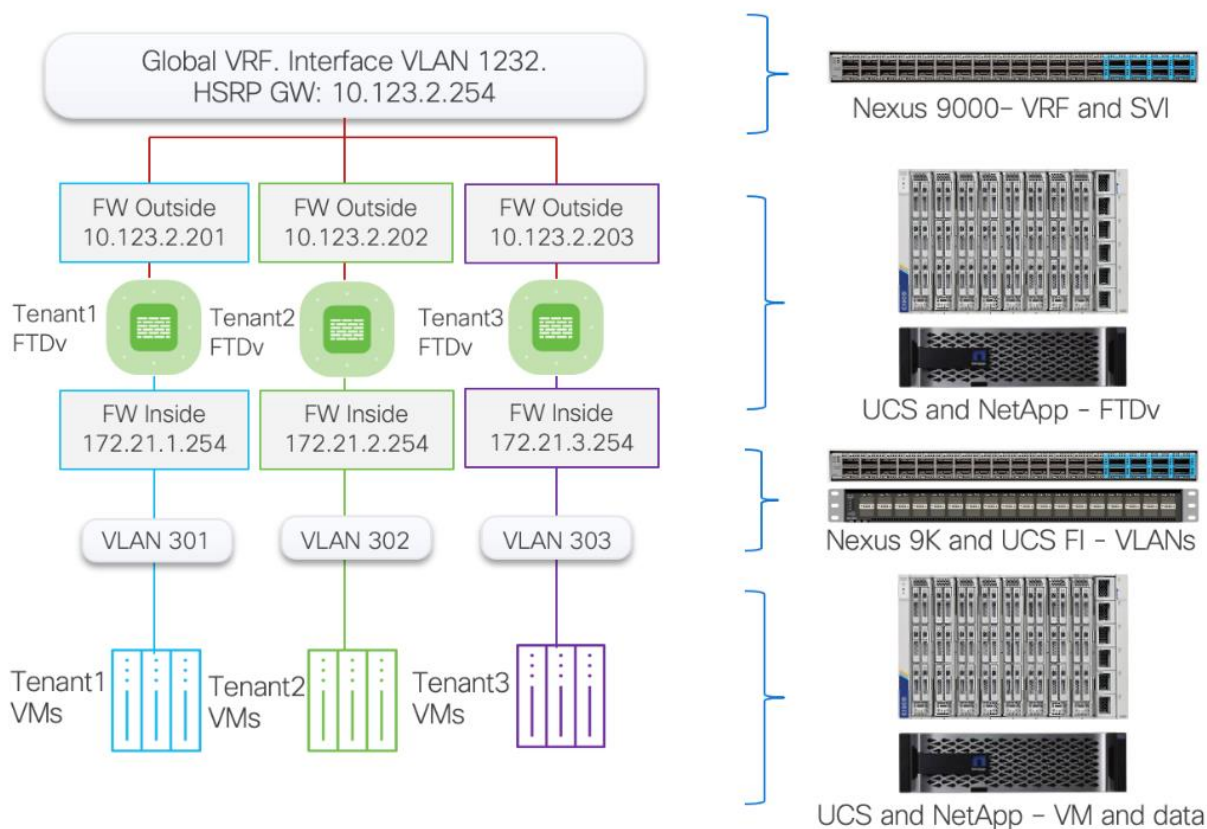 Global VRF. Interface VLAN 1232.
HSRP GW: 10.123.2.254
Nexus 9000- VRF and SVI
FW Outside
10.123.2.201
FW Outside
10.123.2.202
FW Outside
10.123.2.203
Tenant1
FTDv
Tenant2
FTDv
Tenant3
FTDv
UCS and NetApp - FTDv
FW Inside
172.21.1.254
FW Inside
172.21.2.254
FW Inside
172.21.3.254
VLAN 301
VLAN 302
VLAN 303
Nexus 9K and UCS FI - VLANs
Tenant1
VMs
Tenant2
VMs
Tenant3
VMs
UCS and NetApp - VM and data